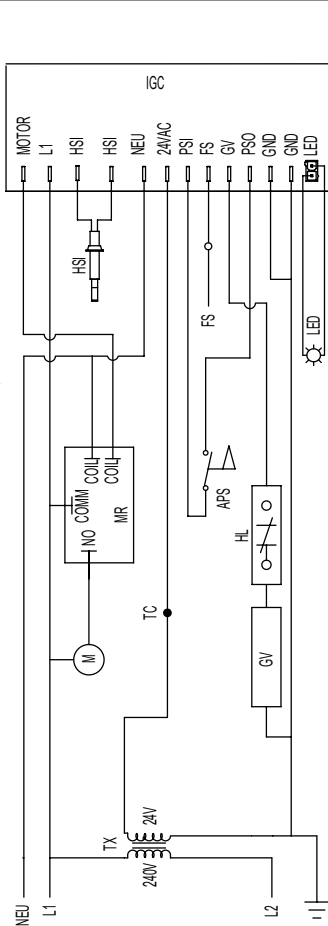 IGC
MOTOR
L1
HSI
HSI
NEU
24VAC
PSI
FS
GV
PSO
GND
GND
LED
HSI
FS
LED
COMM
NO
COIL
COIL
MR
APS
HL
M
TC
GV
TX
240V
24V
NEU
L1
L2